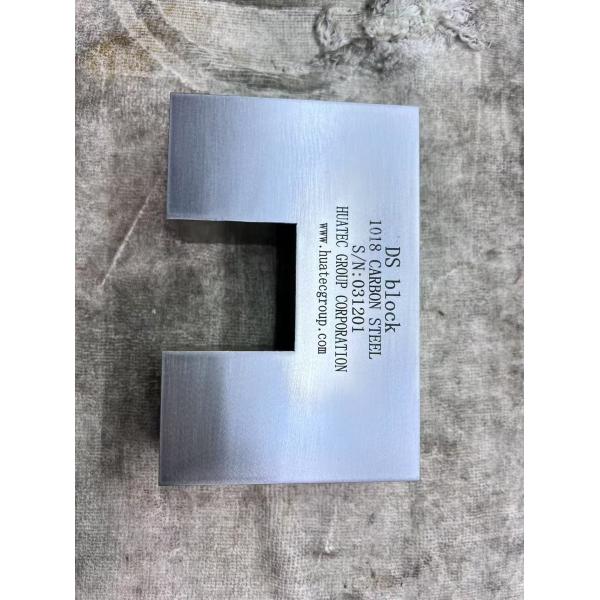 DS block
1018 CARBON STEEL
S/N:031201
HUATEC GROUP CORPORATION
www.huatecgroup.com